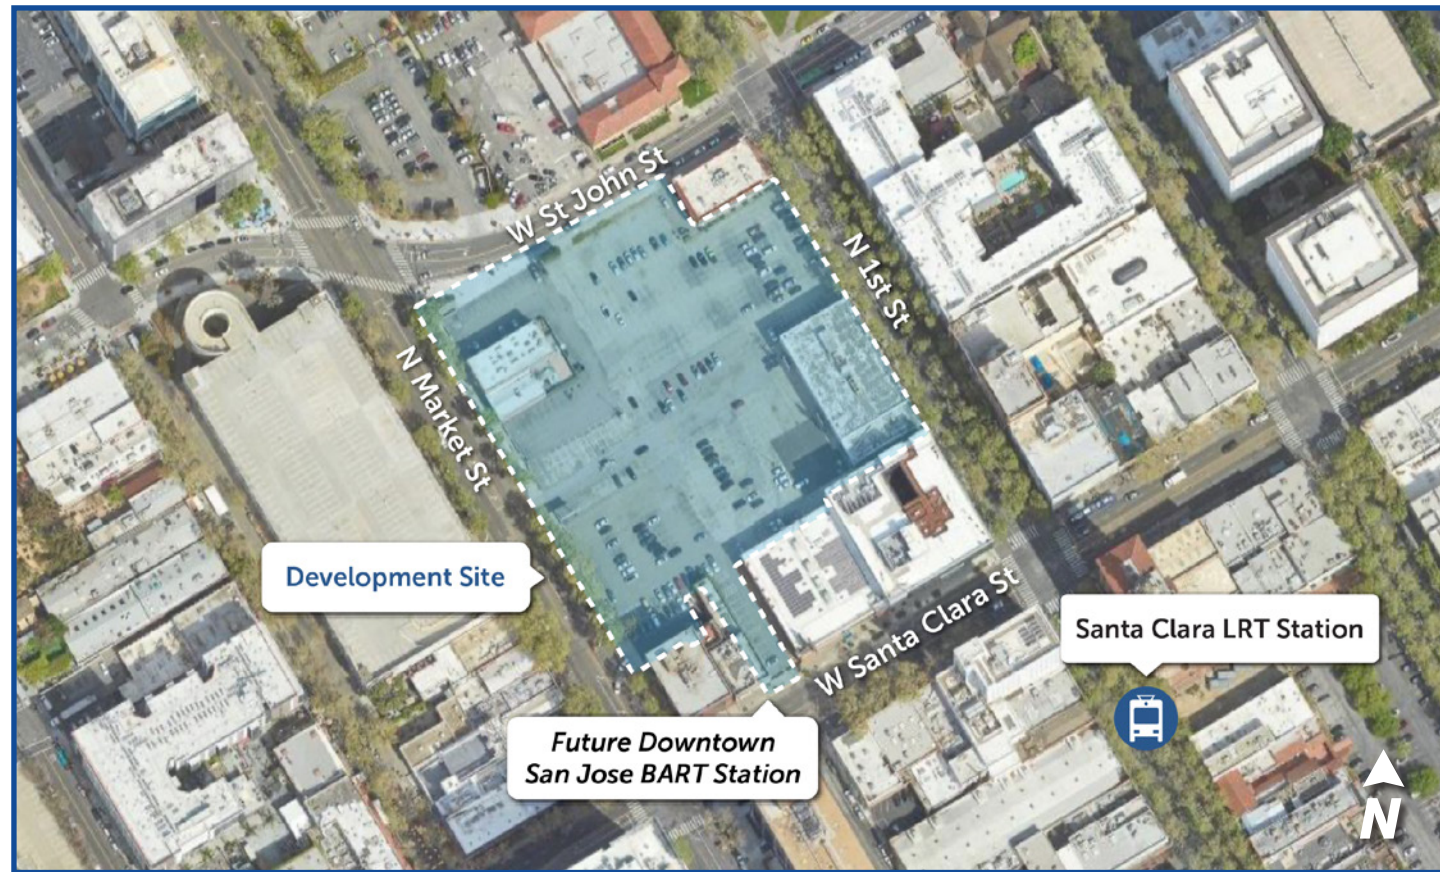 W St John St
N 1st St
N Market St
Development Site
W Santa Clara St
Santa Clara LRT Station
Future Downtown
San Jose BART Station
N